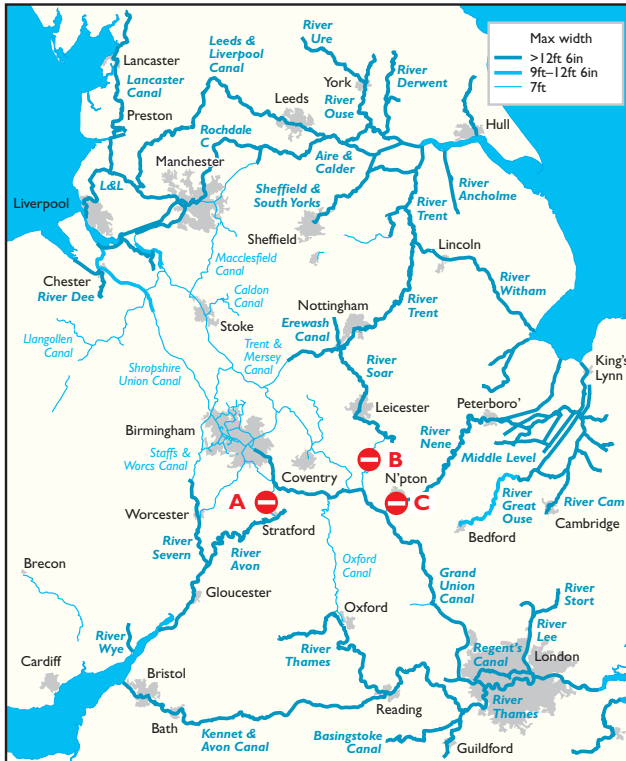 Max width
>12ft 6in
9ft–12ft 6in
7ft
River
Ure
Leeds &
Liverpool
Canal
Lancaster
Lancaster
Canal
York
River
Derwent
Preston
Leeds
River
Ouse
Hull
Rochdale
C
Manchester
Aire &
Calder
L&L
Liverpool
Sheffield &
South Yorks
River
Ancholme
River
Trent
Sheffield
Lincoln
Macclesfield
Canal
Chester
River Dee
River
Witham
Caldon
Canal
Nottingham
River
Trent
Stoke
Erewash
Canal
Llangollen
Canal
Trent &
Mersey
Canal
Shropshire
Union Canal
River
Soar
King's
Lynn
Leicester
Peterboro'
Birmingham
River
Nene
Staffs &
Worcs Canal
B
Middle Level
Coventry
N'pton
A
C
River
Great
Ouse
River Cam
Worcester
Stratford
Bedford
Cambridge
River
Severn
River
Avon
Brecon
Oxford
Canal
Grand
Union
Canal
River
Stort
Gloucester
Oxford
River
Lee
River
Wye
River
Thames
Regent's
Canal
London
Cardiff
Bristol
Reading
River
Thames
Bath
Kennet &
Avon Canal
Basingstoke
Canal
Guildford